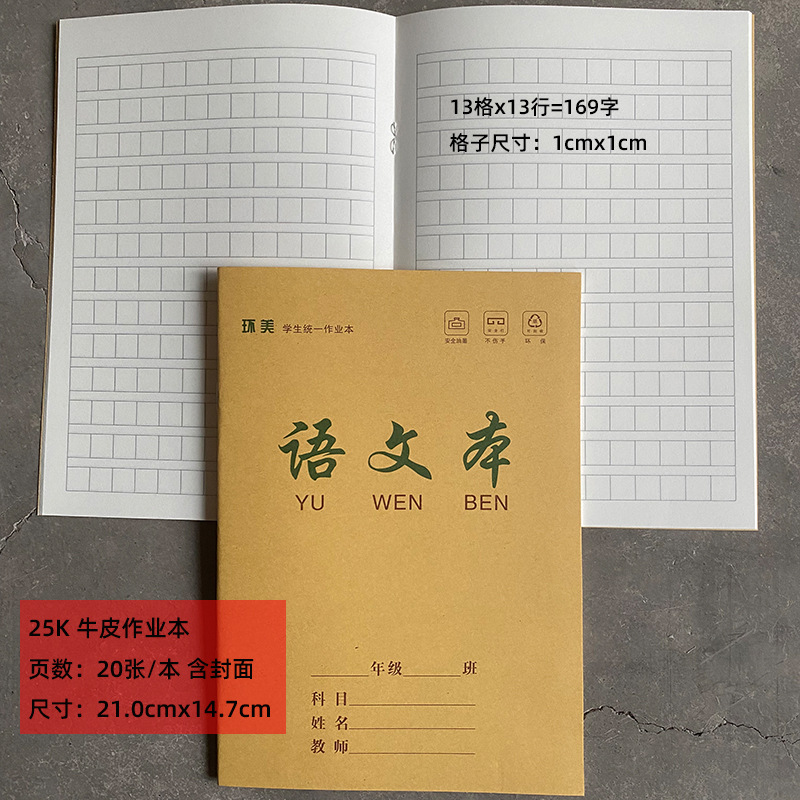 13格x13行=169字
格子尺寸：1cmx1cm
环美 学生统一作业本
安全抽屉 不伤手 环保
语文本
YU WEN BEN
年级 班
科目
姓名
教师
25K 牛皮作业本
页数：20张/本 含封面
尺寸：21.0cmx14.7cm